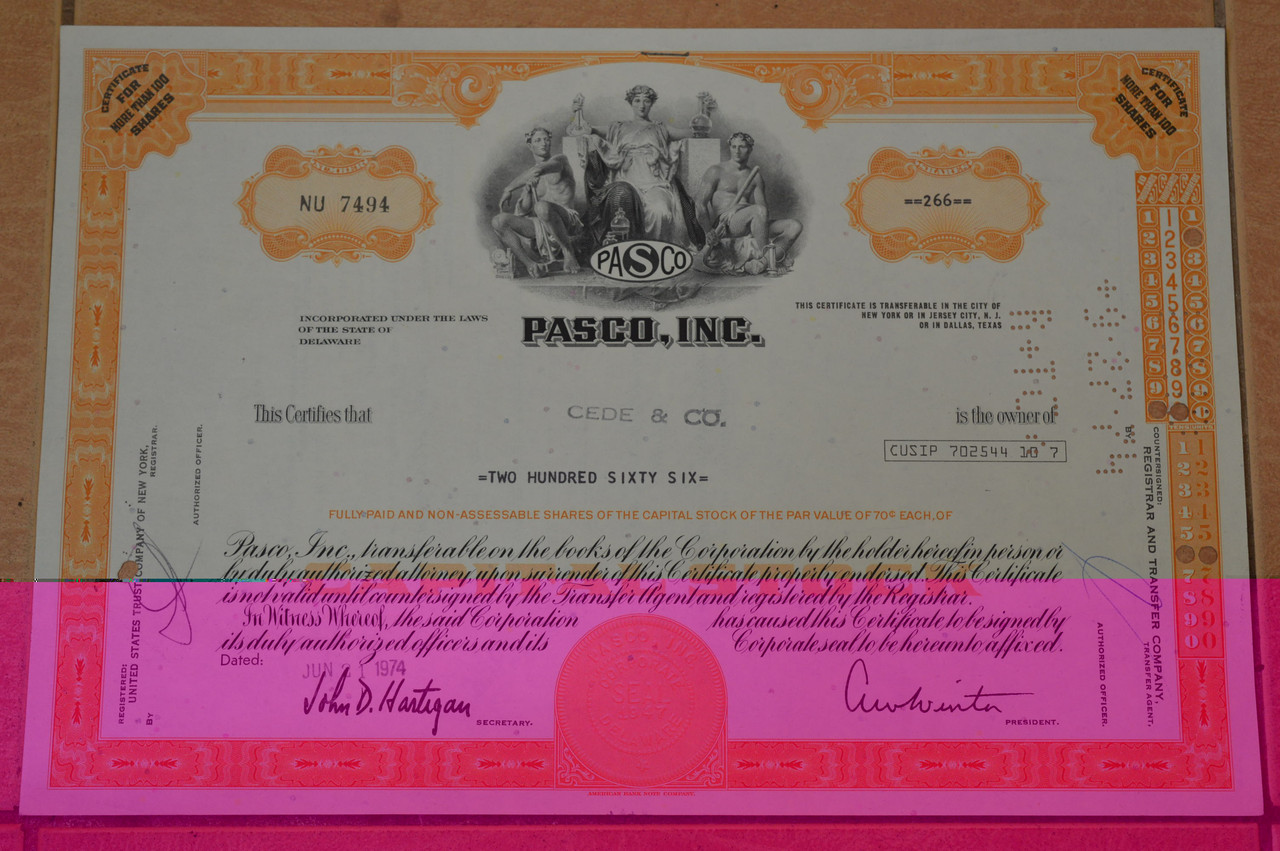 CERTIFICATE
FOR
MORE THAN 100
SHARES
CERTIFICATE
FOR
MORE THAN 100
SHARES
NUMBER
NU 7494
SHARES
==266==
PASCO
INCORPORATED UNDER THE LAWS
OF THE STATE OF
DELAWARE
PASCO, INC.
THIS CERTIFICATE IS TRANSFERABLE IN THE CITY OF
NEW YORK OR IN JERSEY CITY, N. J.
OR IN DALLAS, TEXAS
This Certifies that
CEDE & CO.
is the owner of
CUSIP 702544 10 7
=TWO HUNDRED SIXTY SIX=
FULLY PAID AND NON-ASSESSABLE SHARES OF THE CAPITAL STOCK OF THE PAR VALUE OF 70¢ EACH, OF
Pasco, Inc., transferable on the books of the Corporation by the holder hereof in person or
by duly authorized attorney, upon surrender of this Certificate properly endorsed. This Certificate
is not valid until countersigned by the Transfer Agent and registered by the Registrar.
In Witness Whereof, the said Corporation has caused this Certificate to be signed by
its duly authorized officers and its Corporate seal to be hereunto affixed.
Dated:
JUN 1974
John D. Hartigan
SECRETARY.
PRESIDENT.
REGISTERED:
UNITED STATES TRUST COMPANY OF NEW YORK,
REGISTRAR.
BY
AUTHORIZED OFFICER.
COUNTERSIGNED:
REGISTRAR AND TRANSFER COMPANY,
TRANSFER AGENT.
BY
AUTHORIZED OFFICER.
AMERICAN BANK NOTE COMPANY.